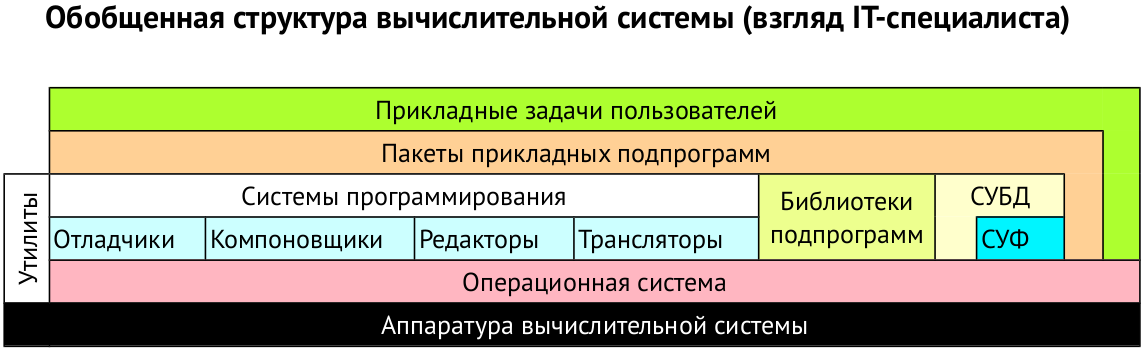 Обобщенная структура вычислительной системы (взгляд IT-специалиста)
Прикладные задачи пользователей
Пакеты прикладных подпрограмм
Утилиты
Системы программирования
Библиотеки
подпрограмм
СУБД
Отладчики
Компоновщики
Редакторы
Трансляторы
СУФ
Операционная система
Аппаратура вычислительной системы